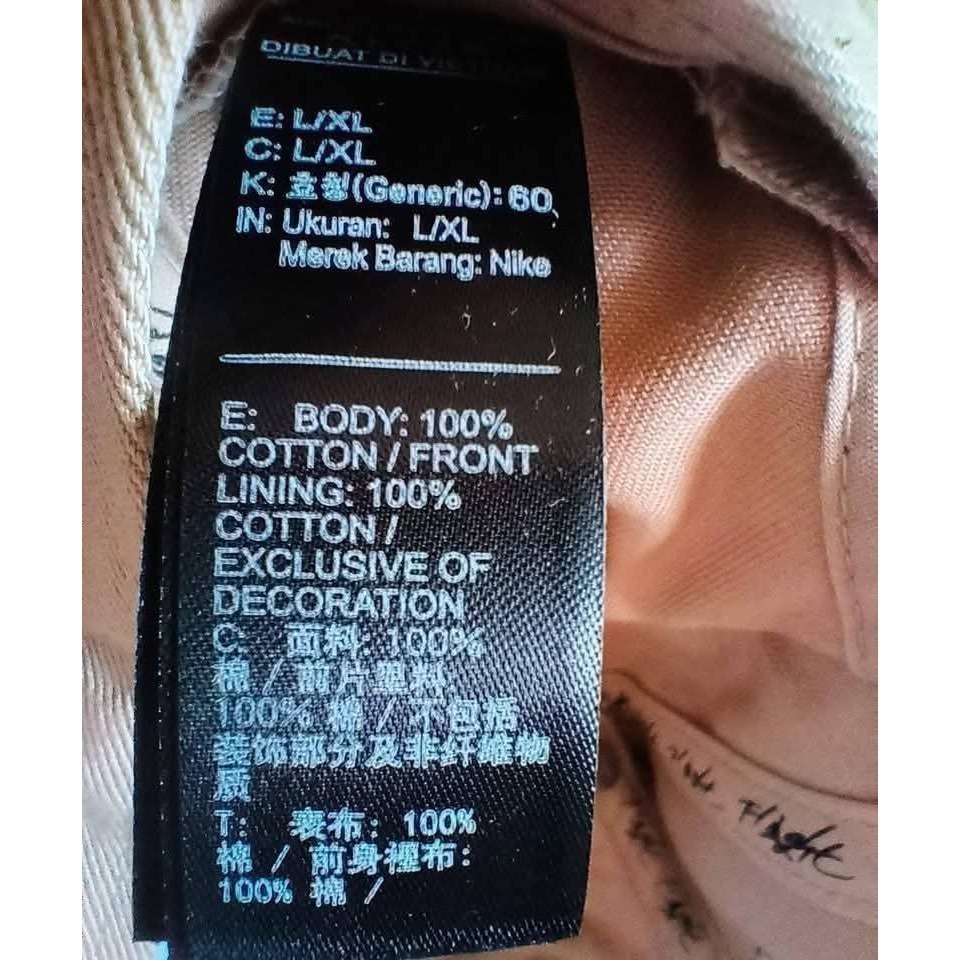 DIBUAT DI VIETNAM
E: L/XL
C: L/XL
K: 호칭(Generic): 60,
IN: Ukuran: L/XL
Merek Barang: Nike
E: BODY: 100%
COTTON / FRONT
LINING: 100%
COTTON /
EXCLUSIVE OF
DECORATION
C: 面料: 100%
棉 / 前片里料:
100% 棉 / 不包括
装饰部分及非纤维物
质
T: 表布: 100%
棉 / 前身裡布:
100% 棉 /